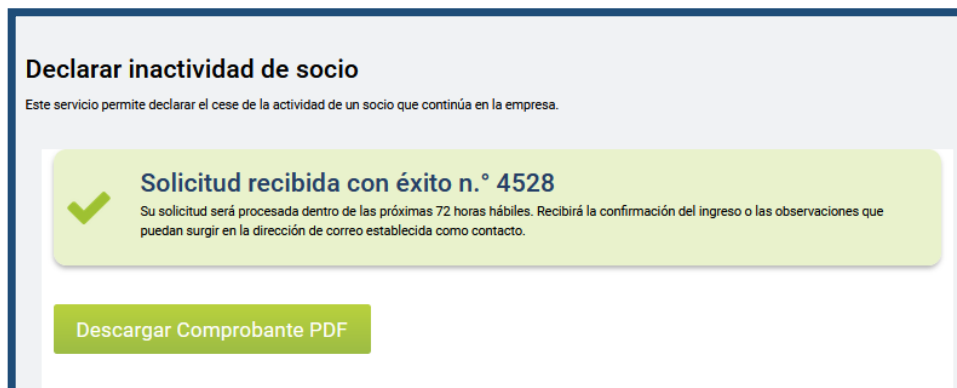 Declarar inactividad de socio
Este servicio permite declarar el cese de la actividad de un socio que continúa en la empresa.
Solicitud recibida con éxito n.° 4528
Su solicitud será procesada dentro de las próximas 72 horas hábiles. Recibirá la confirmación del ingreso o las observaciones que
puedan surgir en la dirección de correo establecida como contacto.
Descargar Comprobante PDF